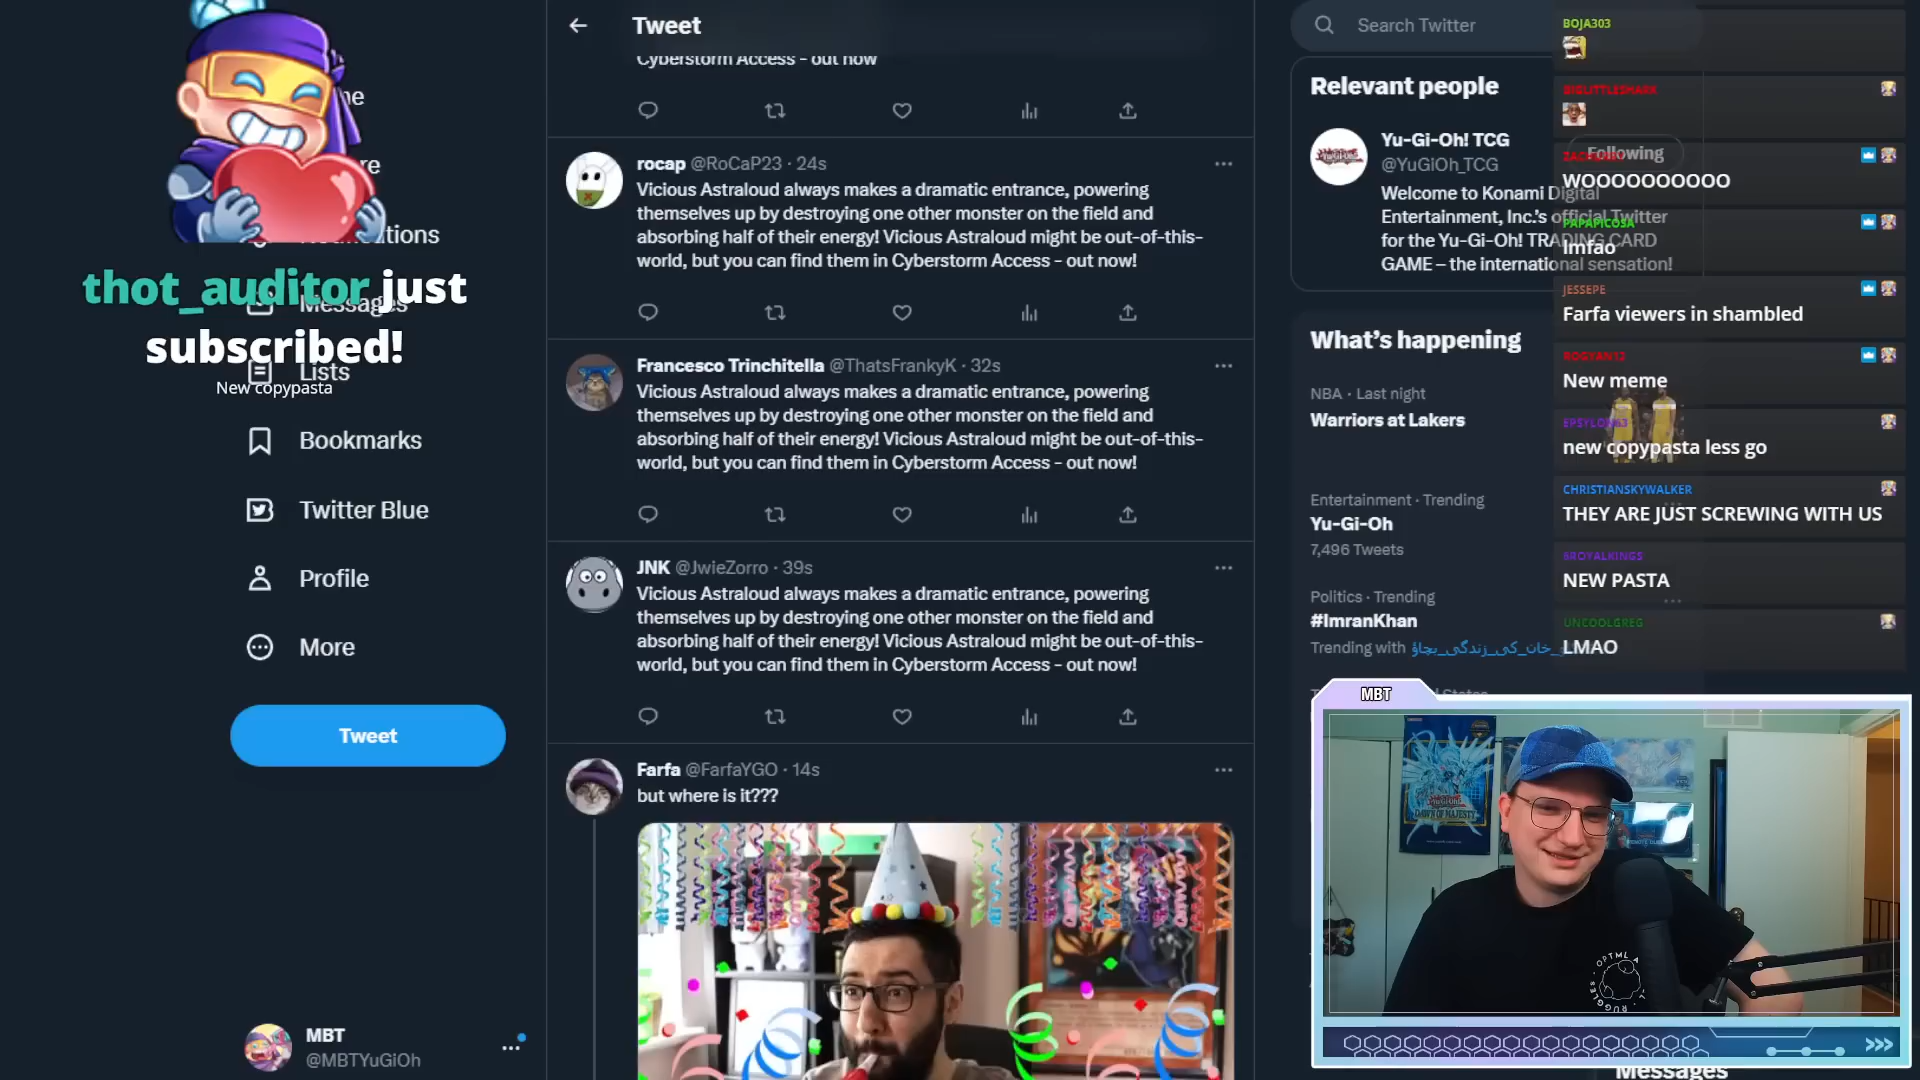 thot_auditor just
subscribed!
New copypasta
Messages
Lists
Bookmarks
Twitter Blue
Profile
More
Tweet
MBT
@MBTYuGiOh
Tweet
Cyberstorm Access - out now
rocap @RoCaP23 · 24s
Vicious Astraloud always makes a dramatic entrance, powering
themselves up by destroying one other monster on the field and
absorbing half of their energy! Vicious Astraloud might be out-of-this-
world, but you can find them in Cyberstorm Access - out now!
Francesco Trinchitella @ThatsFrankyK · 32s
Vicious Astraloud always makes a dramatic entrance, powering
themselves up by destroying one other monster on the field and
absorbing half of their energy! Vicious Astraloud might be out-of-this-
world, but you can find them in Cyberstorm Access - out now!
JNK @JwieZorro · 39s
Vicious Astraloud always makes a dramatic entrance, powering
themselves up by destroying one other monster on the field and
absorbing half of their energy! Vicious Astraloud might be out-of-this-
world, but you can find them in Cyberstorm Access - out now!
Farfa @FarfaYGO · 14s
but where is it???
Search Twitter
Relevant people
Yu-Gi-Oh! TCG
@YuGiOh_TCG
Following
Welcome to Konami Digital
Entertainment, Inc.'s official Twitter
for the Yu-Gi-Oh! TRADING CARD
GAME – the international sensation!
What's happening
NBA · Last night
Warriors at Lakers
Entertainment · Trending
Yu-Gi-Oh
7,496 Tweets
Politics · Trending
#ImranKhan
Trending with
BOJA303
BIGLITTLESHARK
WOOOOOOOOOO
PAPAPICOSA
lmfao
JESSEPE
Farfa viewers in shambled
ROGYAN12
New meme
new copypasta less go
CHRISTIANSKYWALKER
THEY ARE JUST SCREWING WITH US
NEW PASTA
UNCOOLGREG
LMAO
MBT
DAWN OF MAJESTY
Messages